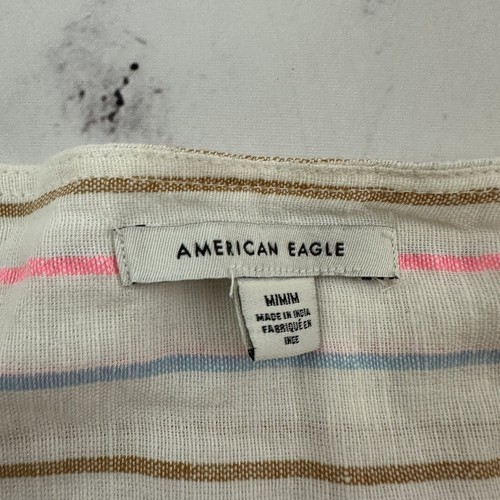 AMERICAN EAGLE
M/M/M
MADE IN INDIA
FABRIQUÉ EN
INDE